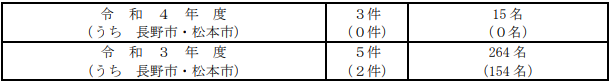 令 和 ４ 年 度 ３件 15名
（うち 長野市・松本市） （０件） （０名）
令 和 ３ 年 度 ５件 264名
（うち 長野市・松本市） （２件） （154名）